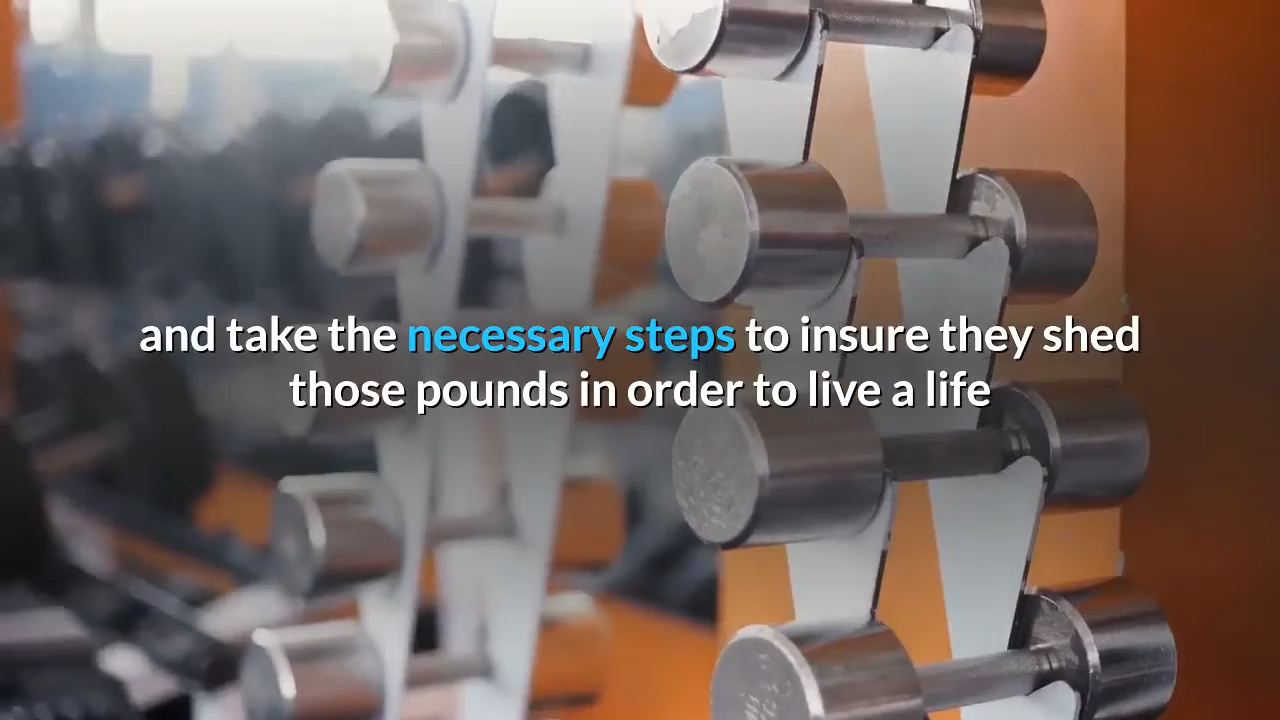 and take the necessary steps to insure they shed
those pounds in order to live a life